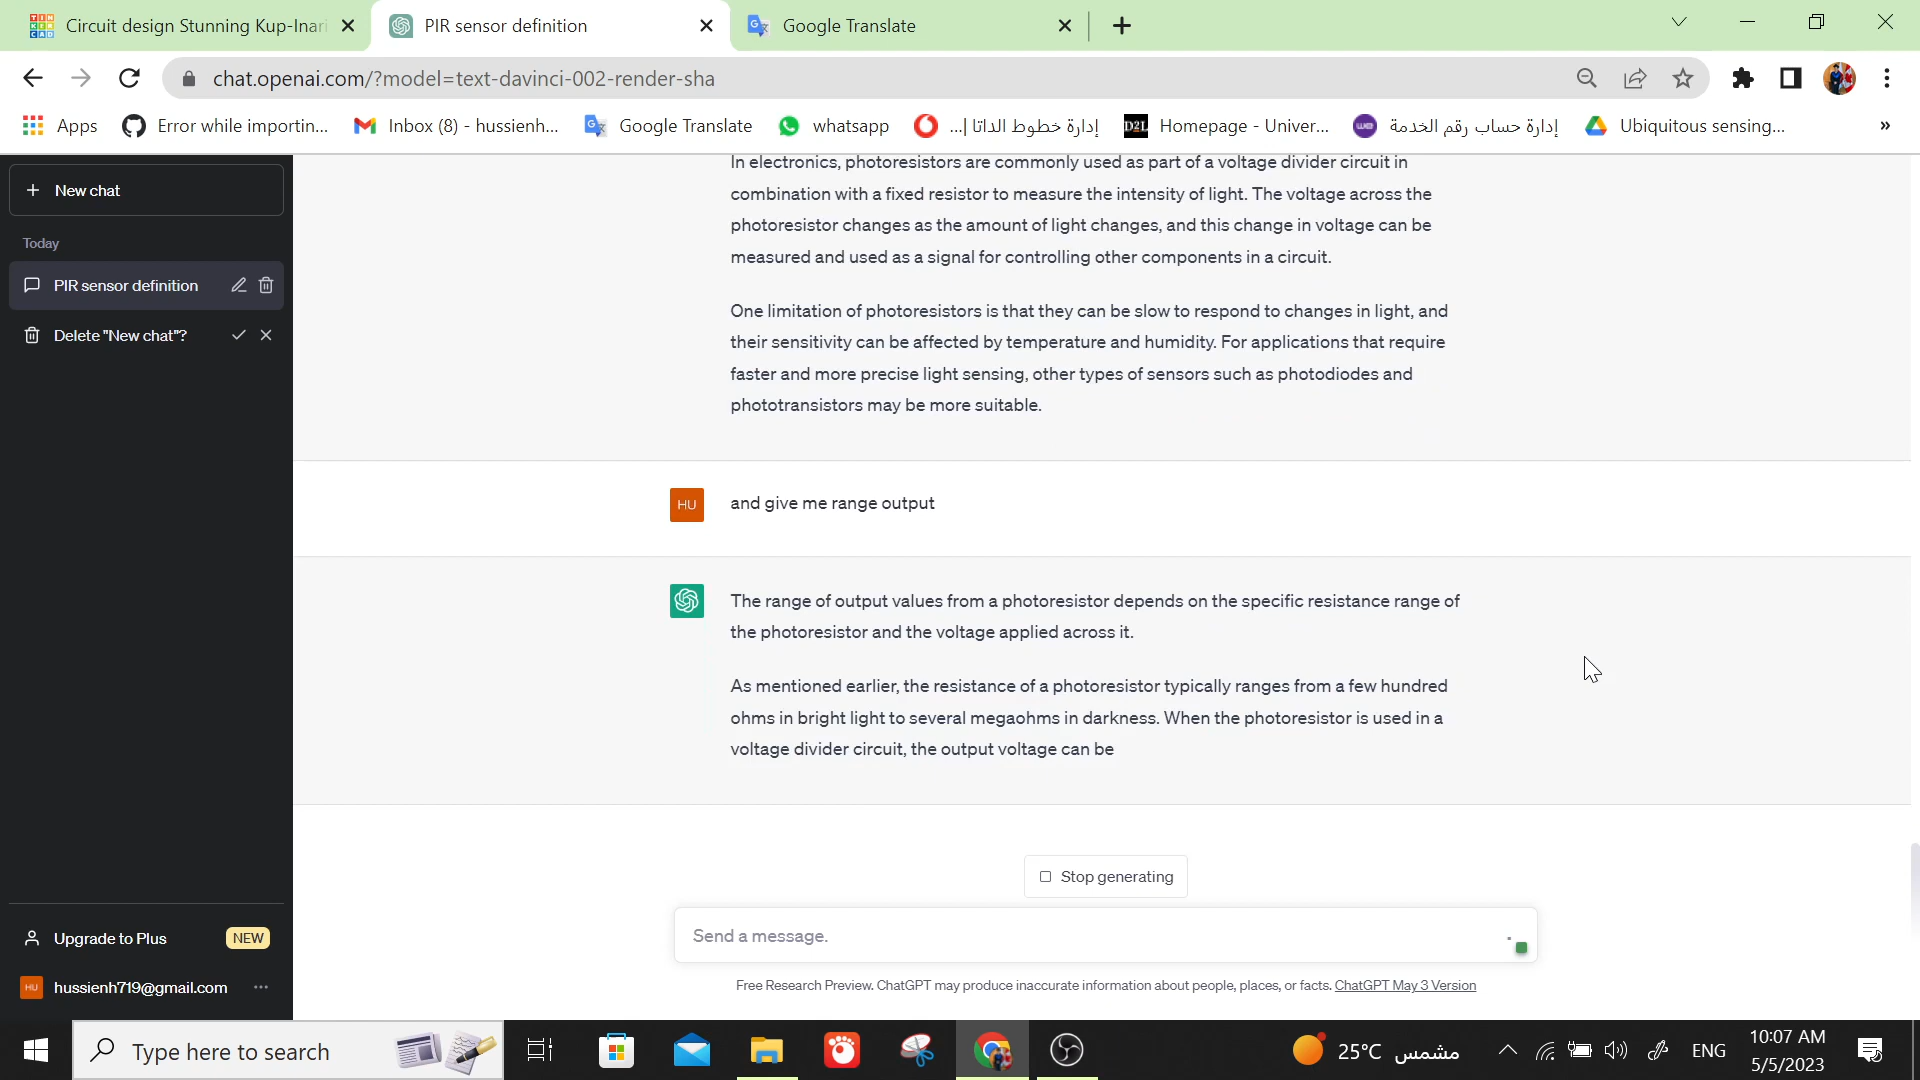 Circuit design Stunning Kup-Inari
PIR sensor definition
Google Translate
chat.openai.com/?model=text-davinci-002-render-sha
Apps
Error while importin...
Inbox (8) - hussienh...
Google Translate
whatsapp
إدارة خطوط الداتا |...
D2L
Homepage - Univer...
إدارة حساب رقم الخدمة
Ubiquitous sensing...
»
New chat
Today
PIR sensor definition
Delete "New chat"?
In electronics, photoresistors are commonly used as part of a voltage divider circuit in
combination with a fixed resistor to measure the intensity of light. The voltage across the
photoresistor changes as the amount of light changes, and this change in voltage can be
measured and used as a signal for controlling other components in a circuit.
One limitation of photoresistors is that they can be slow to respond to changes in light, and
their sensitivity can be affected by temperature and humidity. For applications that require
faster and more precise light sensing, other types of sensors such as photodiodes and
phototransistors may be more suitable.
HU
and give me range output
The range of output values from a photoresistor depends on the specific resistance range of
the photoresistor and the voltage applied across it.
As mentioned earlier, the resistance of a photoresistor typically ranges from a few hundred
ohms in bright light to several megaohms in darkness. When the photoresistor is used in a
voltage divider circuit, the output voltage can be
Stop generating
Send a message.
Free Research Preview. ChatGPT may produce inaccurate information about people, places, or facts. ChatGPT May 3 Version
Upgrade to Plus
NEW
HU
hussienh719@gmail.com
Type here to search
25°C مشمس
ENG
10:07 AM
5/5/2023